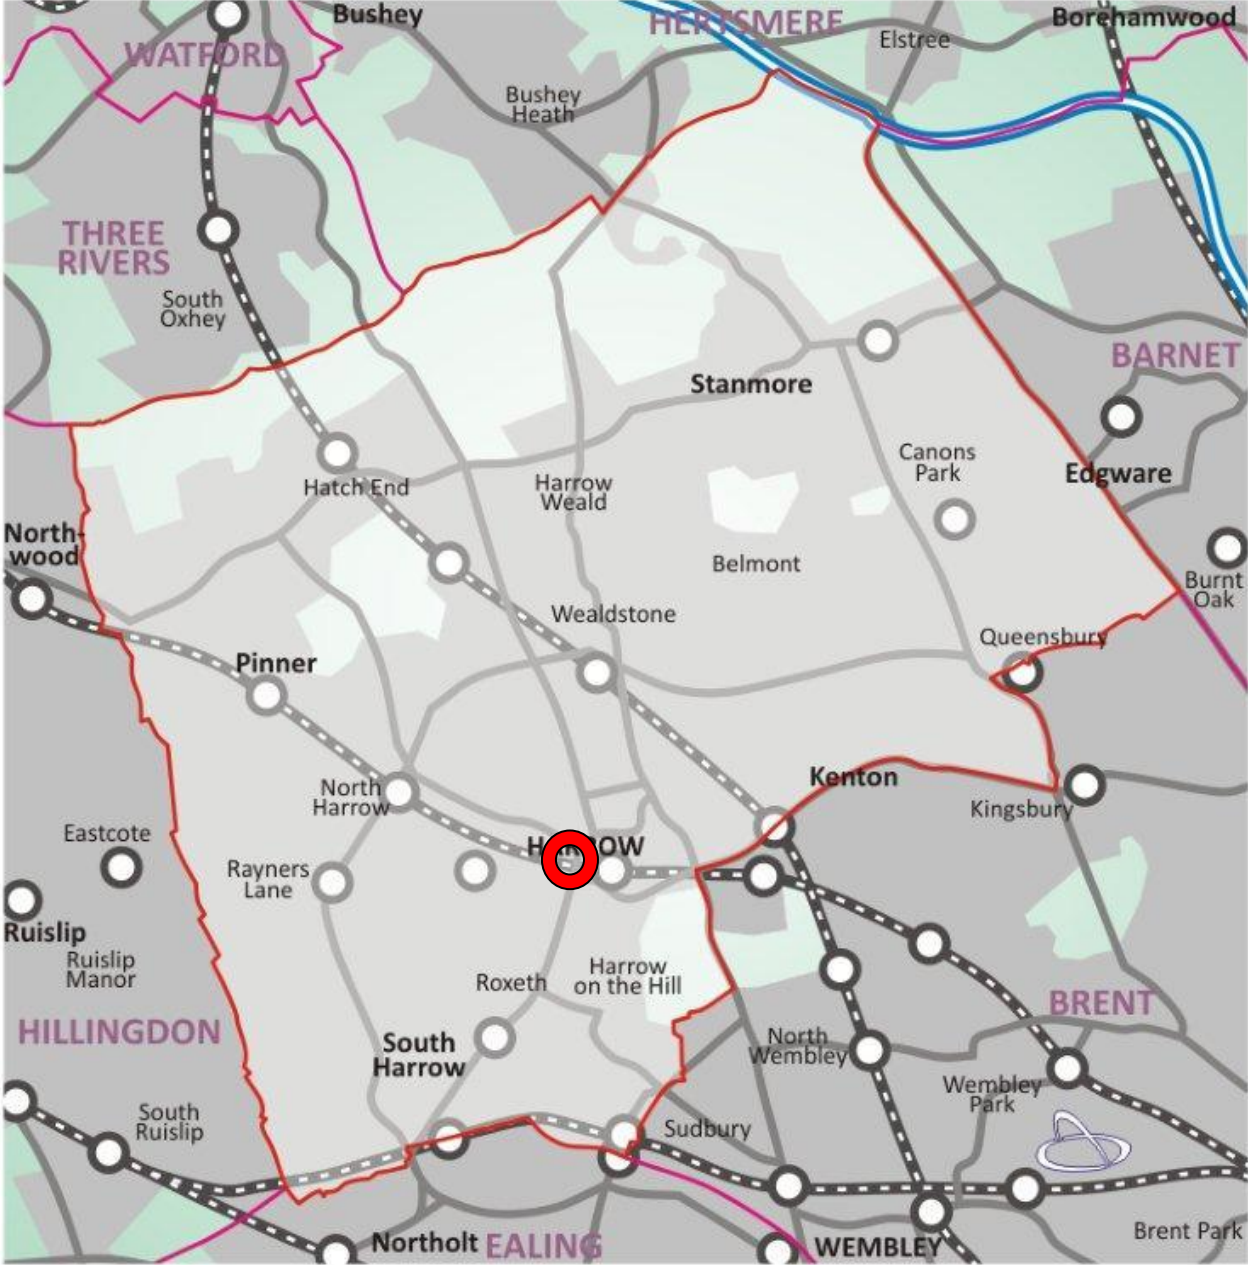 Bushey
HERTSMERE
Borehamwood
WATFORD
Elstree
Bushey
Heath
THREE
RIVERS
South
Oxhey
BARNET
Stanmore
Canons
Park
Edgware
Hatch End
Harrow
Weald
North-
wood
Belmont
Burnt
Oak
Wealdstone
Queensbury
Pinner
Kenton
North
Harrow
Kingsbury
Eastcote
HARROW
Rayners
Lane
Ruislip
Ruislip
Manor
Roxeth
Harrow
on the Hill
BRENT
HILLINGDON
South
Harrow
North
Wembley
Wembley
Park
South
Ruislip
Sudbury
Northolt
EALING
WEMBLEY
Brent Park